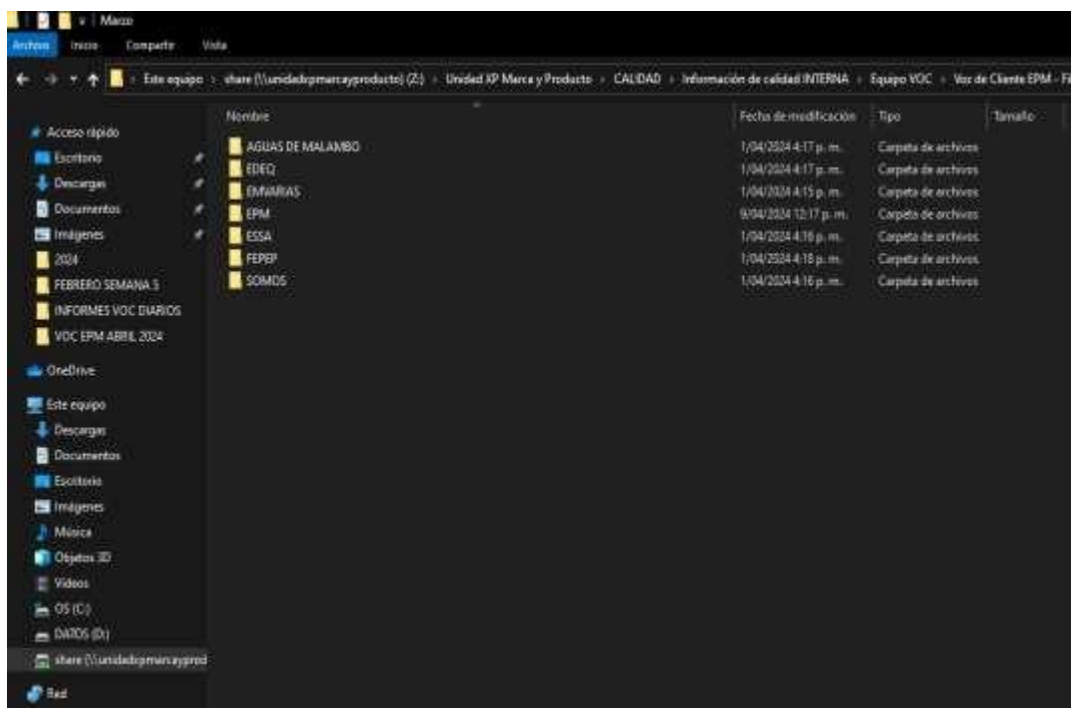 Marzo
Archivo Inicio Compartir Vista
Este equipo > share (\\unidadxpmarcayproducto) (Z:) > Unidad XP Marca y Producto > CALIDAD > Información de calidad INTERNA > Equipo VOC > Voz de Cliente EPM - Fi
Nombre Fecha de modificación Tipo Tamaño
Acceso rápido
Escritorio
Descargas
Documentos
Imágenes
2024
FEBRERO SEMANA 5
INFORMES VOC DIARIOS
VOC EPM ABRIL 2024
OneDrive
Este equipo
Descargas
Documentos
Escritorio
Imágenes
Música
Objetos 3D
Vídeos
OS (C:)
DATOS (D:)
share (\\unidadxpmarcayprod
Red
AGUAS DE MALAMBO 1/04/2024 4:17 p. m. Carpeta de archivos
EDEQ 1/04/2024 4:17 p. m. Carpeta de archivos
EMVARIAS 1/04/2024 4:15 p. m. Carpeta de archivos
EPM 9/04/2024 12:17 p. m. Carpeta de archivos
ESSA 1/04/2024 4:16 p. m. Carpeta de archivos
FEPEP 1/04/2024 4:18 p. m. Carpeta de archivos
SOMOS 1/04/2024 4:16 p. m. Carpeta de archivos